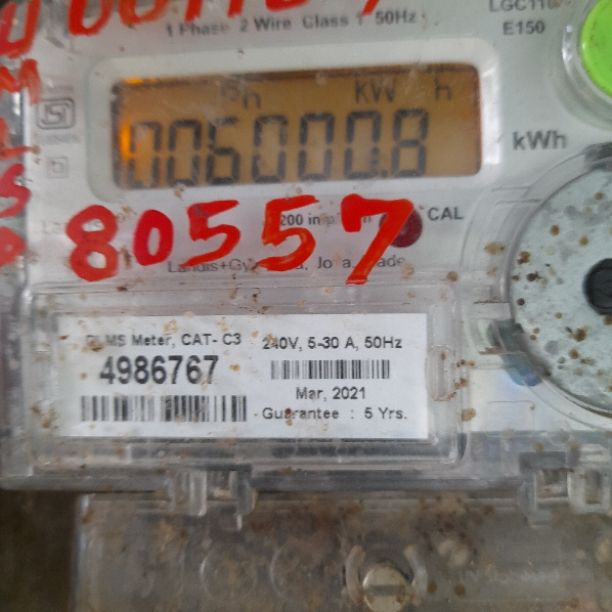 1 Phase 2 Wire Class 1 50Hz
E150
kW h
006000.8
kWh
CAL
80557
DLMS Meter, CAT- C3
240V, 5-30 A, 50Hz
4986767
Mar, 2021
Guarantee : 5 Yrs.